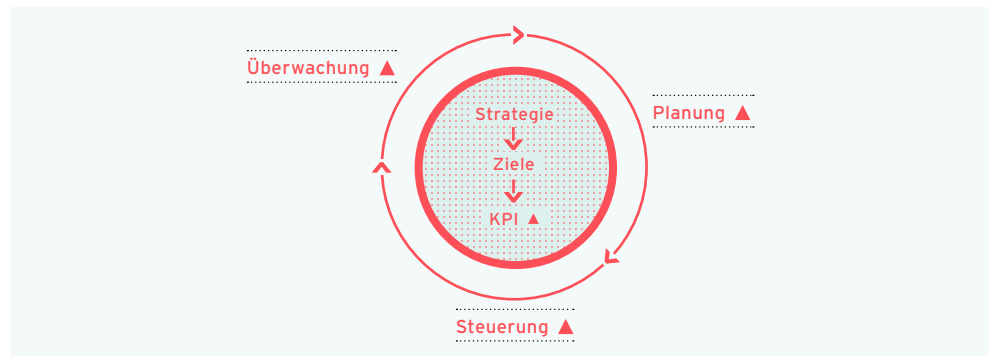 Überwachung ▲
Planung ▲
Strategie
Ziele
KPI ▲
Steuerung ▲